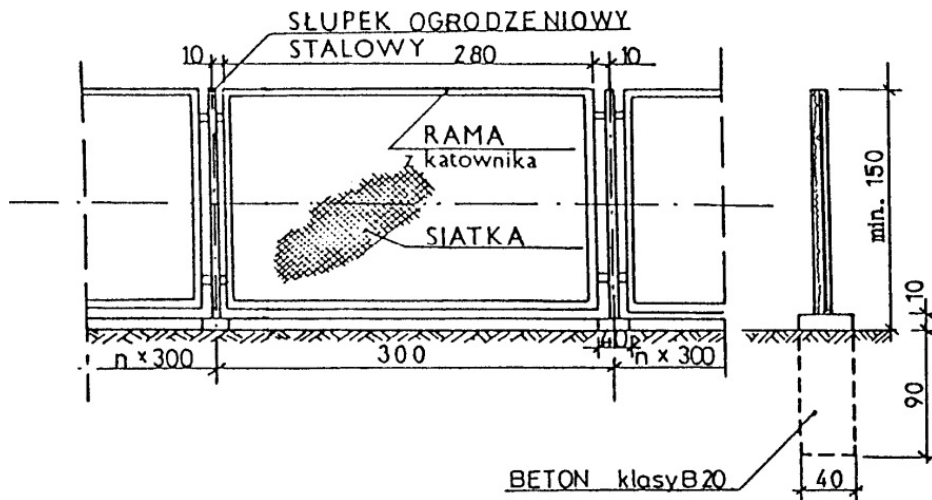 SŁUPEK OGRODZENIOWY
STALOWY
10
280
10
RAMA
z katownika
SIATKA
min. 150
10
n × 300
300
40
n × 300
90
BETON klasy B20
40